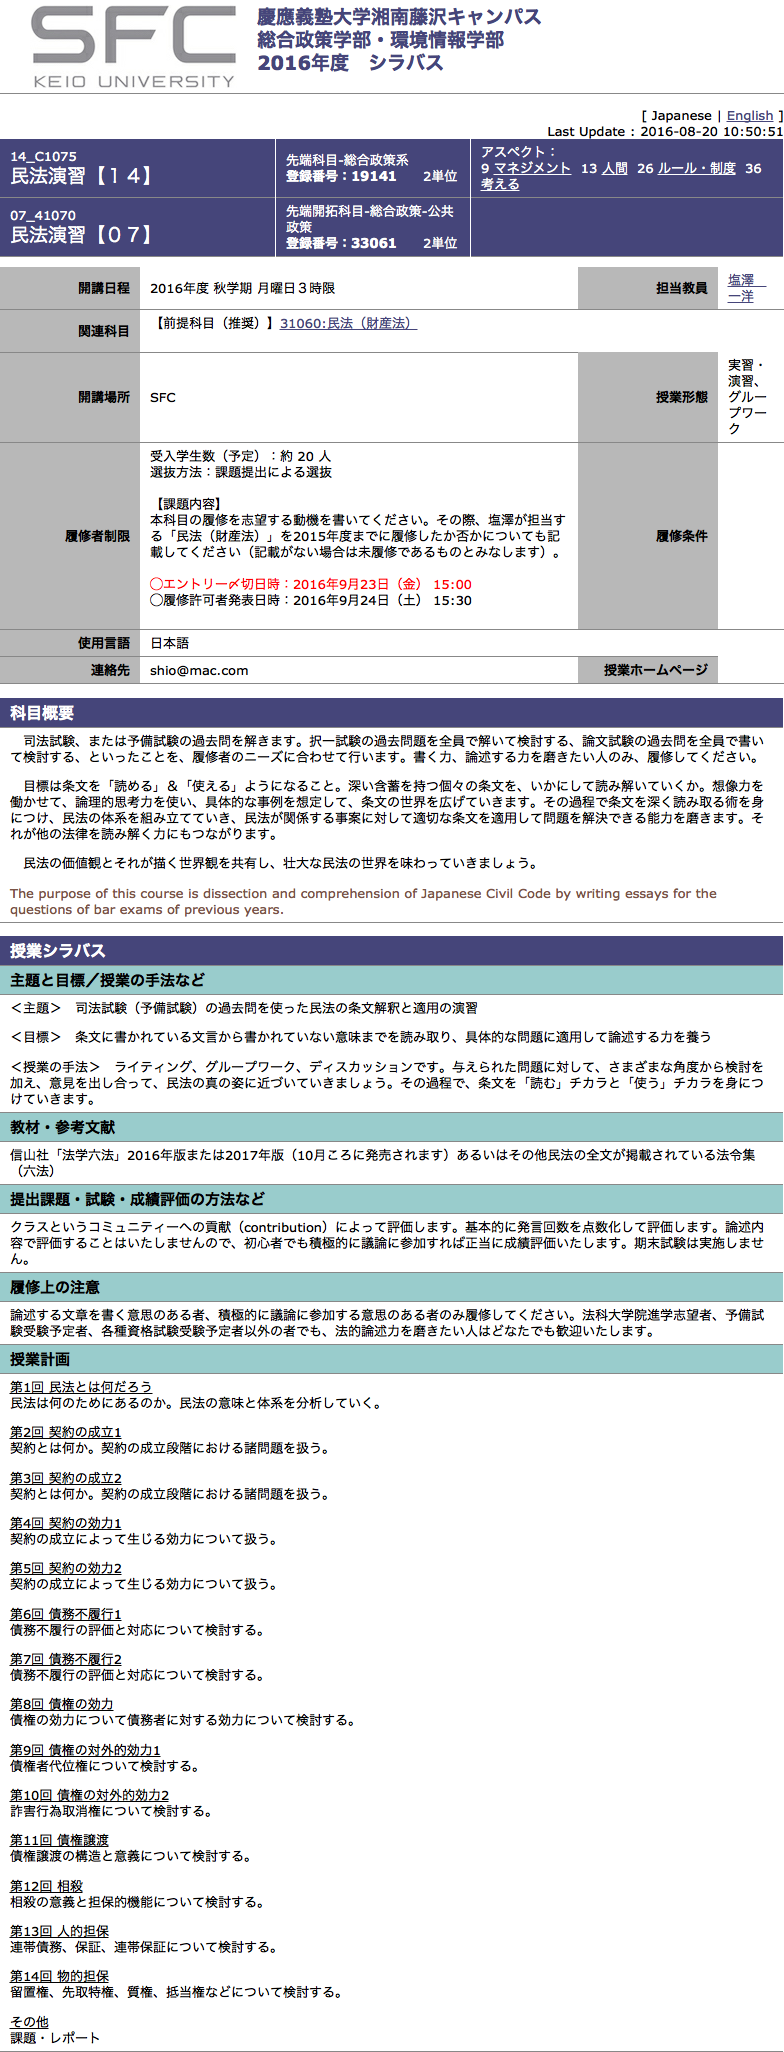 SFC
KEIO UNIVERSITY
慶應義塾大学湘南藤沢キャンパス
総合政策学部・環境情報学部
2016年度　シラバス
[ Japanese | English ]
Last Update : 2016-08-20 10:50:51
14_C1075
民法演習【１４】
先端科目-総合政策系
登録番号：19141　　2単位
アスペクト：
9 マネジメント 13 人間 26 ルール・制度 36
考える
07_41070
民法演習【０７】
先端開拓科目-総合政策-公共
政策
登録番号：33061　　2単位
開講日程
2016年度 秋学期 月曜日３時限
担当教員
塩澤　
一洋
関連科目
【前提科目（推奨）】31060:民法（財産法）
開講場所
SFC
授業形態
実習・
演習、
グルー
プワー
ク
履修者制限
受入学生数（予定）：約 20 人
選抜方法：課題提出による選抜
【課題内容】
本科目の履修を志望する動機を書いてください。その際、塩澤が担当す
る「民法（財産法）」を2015年度までに履修したか否かについても記
載してください（記載がない場合は未履修であるものとみなします）。
◯エントリー〆切日時：2016年9月23日（金） 15:00
◯履修許可者発表日時：2016年9月24日（土） 15:30
履修条件
使用言語
日本語
連絡先
shio@mac.com
授業ホームページ
科目概要
　司法試験、または予備試験の過去問を解きます。択一試験の過去問題を全員で解いて検討する、論文試験の過去問を全員で書い
て検討する、といったことを、履修者のニーズに合わせて行います。書く力、論述する力を磨きたい人のみ、履修してください。
　目標は条文を「読める」＆「使える」ようになること。深い含蓄を持つ個々の条文を、いかにして読み解いていくか。想像力を
働かせて、論理的思考力を使い、具体的な事例を想定して、条文の世界を広げていきます。その過程で条文を深く読み取る術を身
につけ、民法の体系を組み立てていき、民法が関係する事案に対して適切な条文を適用して問題を解決できる能力を磨きます。そ
れが他の法律を読み解く力にもつながります。
　民法の価値観とそれが描く世界観を共有し、壮大な民法の世界を味わっていきましょう。
The purpose of this course is dissection and comprehension of Japanese Civil Code by writing essays for the
questions of bar exams of previous years.
授業シラバス
主題と目標／授業の手法など
＜主題＞　司法試験（予備試験）の過去問を使った民法の条文解釈と適用の演習
＜目標＞　条文に書かれている文言から書かれていない意味までを読み取り、具体的な問題に適用して論述する力を養う
＜授業の手法＞　ライティング、グループワーク、ディスカッションです。与えられた問題に対して、さまざまな角度から検討を
加え、意見を出し合って、民法の真の姿に近づいていきましょう。その過程で、条文を「読む」チカラと「使う」チカラを身につ
けていきます。
教材・参考文献
信山社「法学六法」2016年版または2017年版（10月ころに発売されます）あるいはその他民法の全文が掲載されている法令集
（六法）
提出課題・試験・成績評価の方法など
クラスというコミュニティーへの貢献（contribution）によって評価します。基本的に発言回数を点数化して評価します。論述内
容で評価することはいたしませんので、初心者でも積極的に議論に参加すれば正当に成績評価いたします。期末試験は実施しませ
ん。
履修上の注意
論述する文章を書く意思のある者、積極的に議論に参加する意思のある者のみ履修してください。法科大学院進学志望者、予備試
験受験予定者、各種資格試験受験予定者以外の者でも、法的論述力を磨きたい人はどなたでも歓迎いたします。
授業計画
第1回 民法とは何だろう
民法は何のためにあるのか。民法の意味と体系を分析していく。
第2回 契約の成立1
契約とは何か。契約の成立段階における諸問題を扱う。
第3回 契約の成立2
契約とは何か。契約の成立段階における諸問題を扱う。
第4回 契約の効力1
契約の成立によって生じる効力について扱う。
第5回 契約の効力2
契約の成立によって生じる効力について扱う。
第6回 債務不履行1
債務不履行の評価と対応について検討する。
第7回 債務不履行2
債務不履行の評価と対応について検討する。
第8回 債権の効力
債権の効力について債務者に対する効力について検討する。
第9回 債権の対外的効力1
債権者代位権について検討する。
第10回 債権の対外的効力2
詐害行為取消権について検討する。
第11回 債権譲渡
債権譲渡の構造と意義について検討する。
第12回 相殺
相殺の意義と担保的機能について検討する。
第13回 人的担保
連帯債務、保証、連帯保証について検討する。
第14回 物的担保
留置権、先取特権、質権、抵当権などについて検討する。
その他
課題・レポート